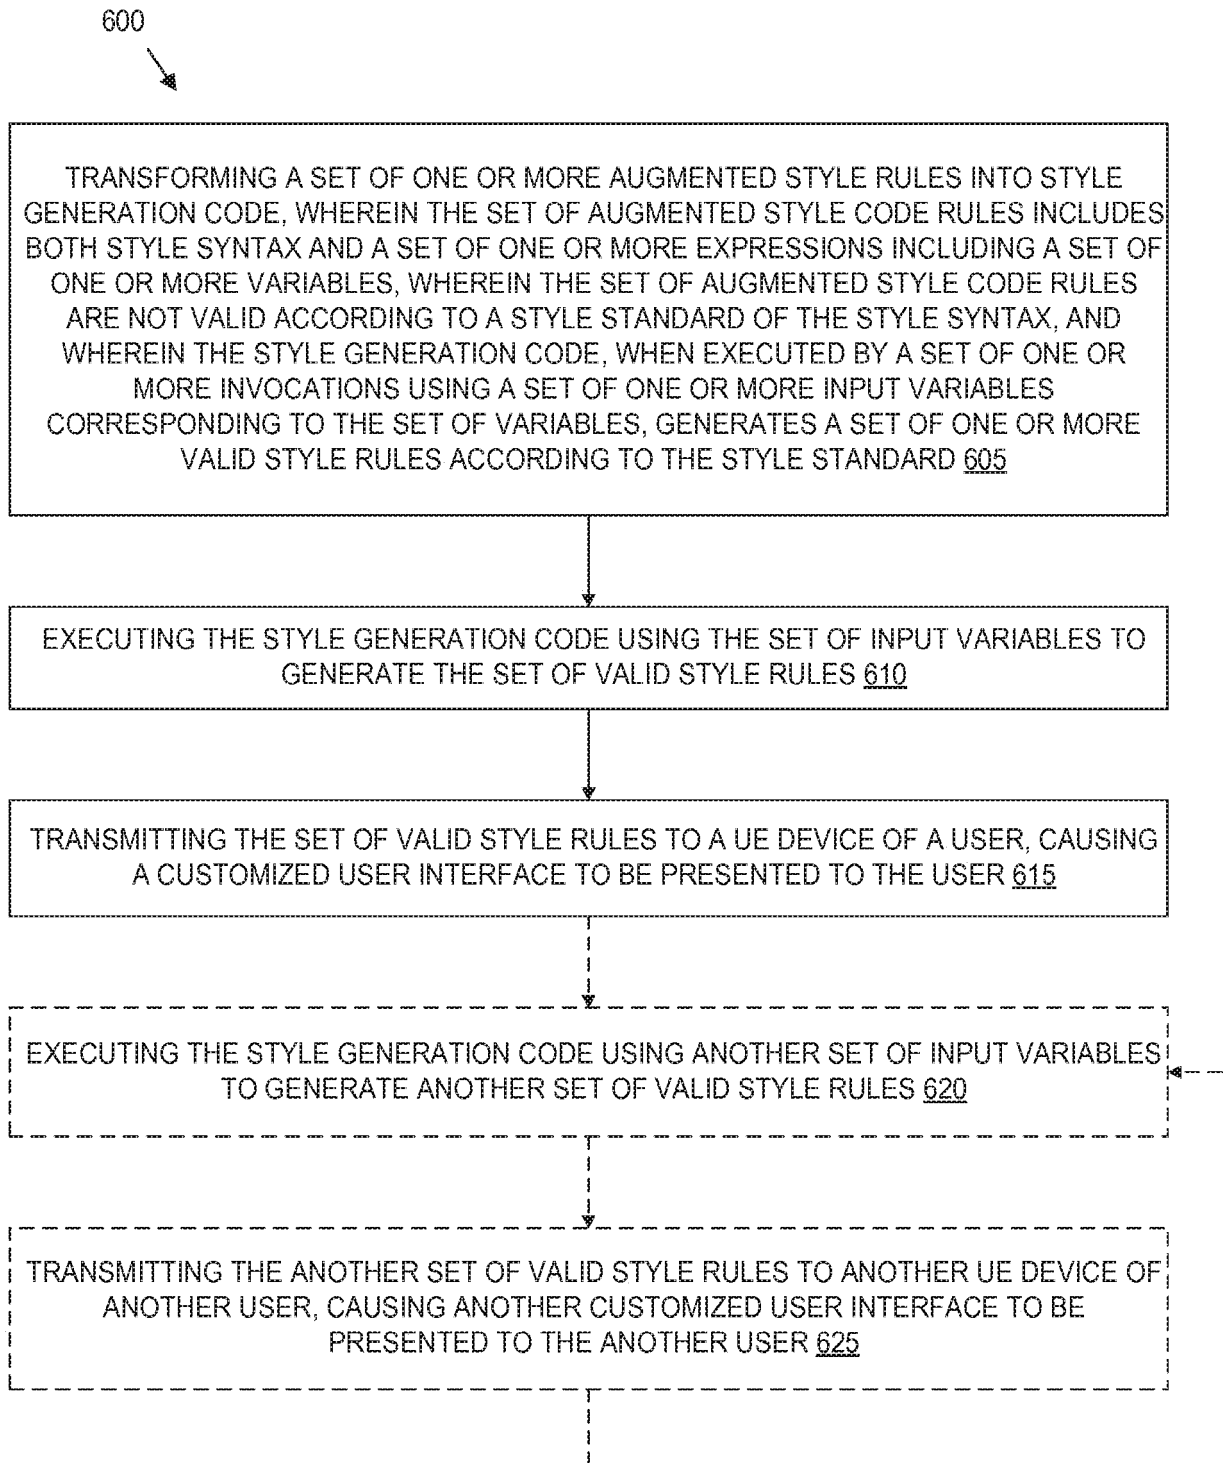 600
TRANSFORMING A SET OF ONE OR MORE AUGMENTED STYLE RULES INTO STYLE
GENERATION CODE, WHEREIN THE SET OF AUGMENTED STYLE CODE RULES INCLUDES
BOTH STYLE SYNTAX AND A SET OF ONE OR MORE EXPRESSIONS INCLUDING A SET OF
ONE OR MORE VARIABLES, WHEREIN THE SET OF AUGMENTED STYLE CODE RULES
ARE NOT VALID ACCORDING TO A STYLE STANDARD OF THE STYLE SYNTAX, AND
WHEREIN THE STYLE GENERATION CODE, WHEN EXECUTED BY A SET OF ONE OR
MORE INVOCATIONS USING A SET OF ONE OR MORE INPUT VARIABLES
CORRESPONDING TO THE SET OF VARIABLES, GENERATES A SET OF ONE OR MORE
VALID STYLE RULES ACCORDING TO THE STYLE STANDARD 605
EXECUTING THE STYLE GENERATION CODE USING THE SET OF INPUT VARIABLES TO
GENERATE THE SET OF VALID STYLE RULES 610
TRANSMITTING THE SET OF VALID STYLE RULES TO A UE DEVICE OF A USER, CAUSING
A CUSTOMIZED USER INTERFACE TO BE PRESENTED TO THE USER 615
EXECUTING THE STYLE GENERATION CODE USING ANOTHER SET OF INPUT VARIABLES
TO GENERATE ANOTHER SET OF VALID STYLE RULES 620
TRANSMITTING THE ANOTHER SET OF VALID STYLE RULES TO ANOTHER UE DEVICE OF
ANOTHER USER, CAUSING ANOTHER CUSTOMIZED USER INTERFACE TO BE
PRESENTED TO THE ANOTHER USER 625